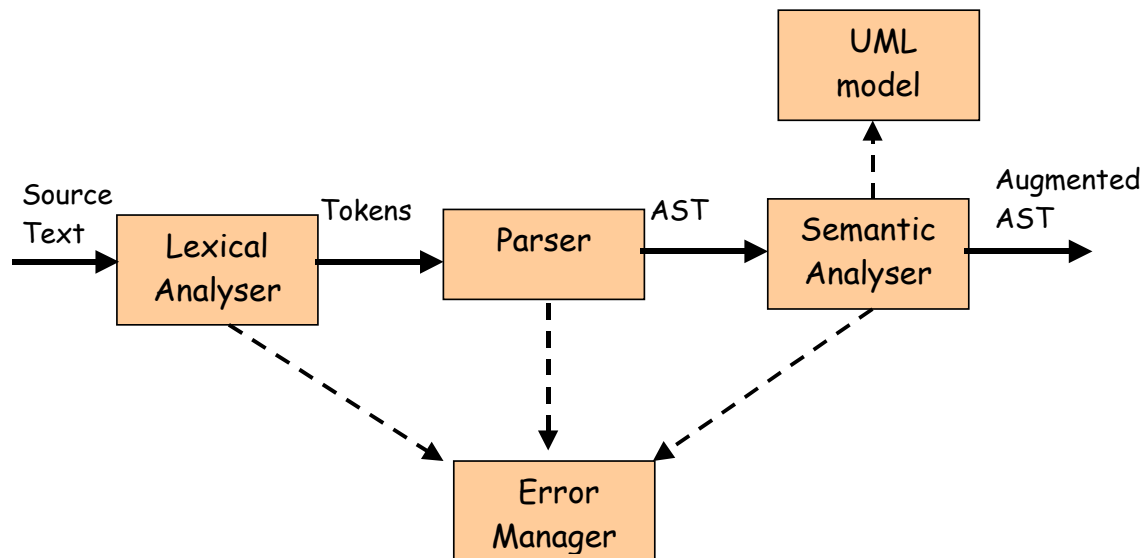 UML
model
Source
Text
Lexical
Analyser
Tokens
Parser
AST
Semantic
Analyser
Augmented
AST
Error
Manager